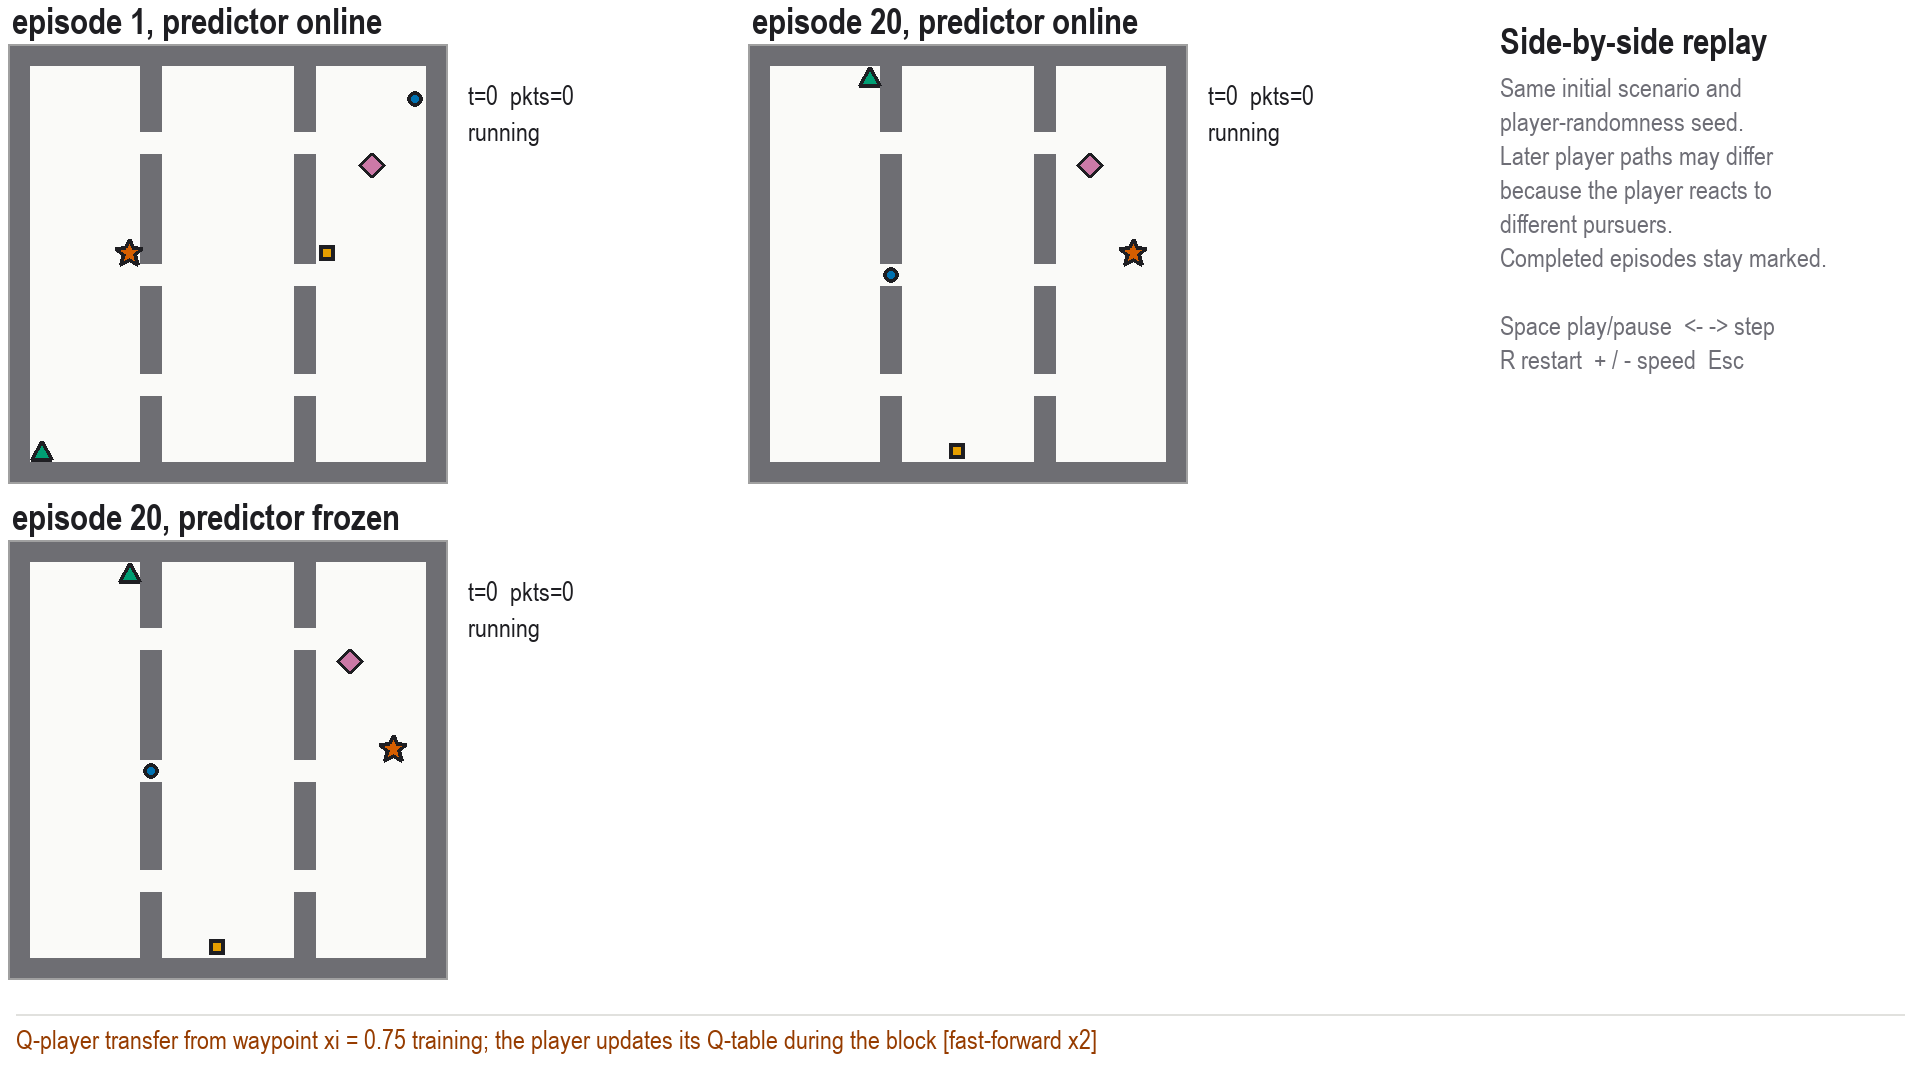 episode 1, predictor online
t=0 pkts=0
running
episode 20, predictor online
t=0 pkts=0
running
Side-by-side replay
Same initial scenario and
player-randomness seed.
Later player paths may differ
because the player reacts to
different pursuers.
Completed episodes stay marked.
Space play/pause <- -> step
R restart + / - speed Esc
episode 20, predictor frozen
t=0 pkts=0
running
Q-player transfer from waypoint xi = 0.75 training; the player updates its Q-table during the block [fast-forward x2]